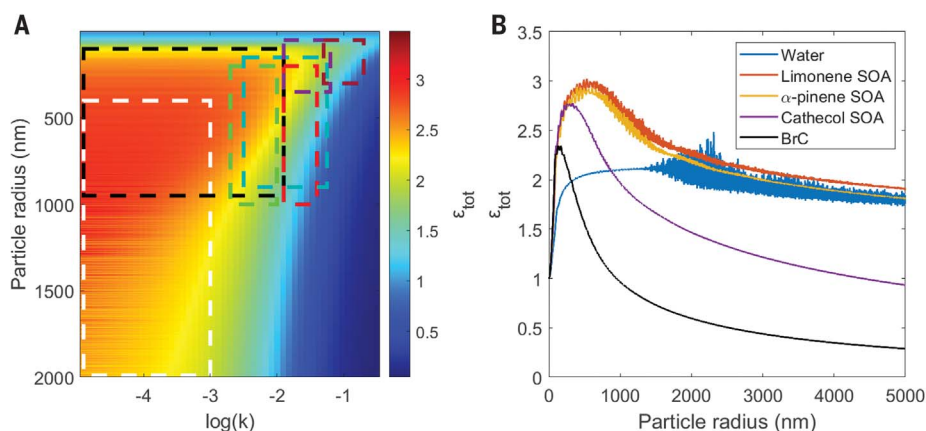 A
Particle radius (nm)
500
1000
1500
2000
-4
-3
-2
-1
log(k)
3
2.5
2
1.5
1
0.5
εtot
B
εtot
3.5
3
2.5
2
1.5
1
0.5
0
0
1000
2000
3000
4000
5000
Particle radius (nm)
Water
Limonene SOA
α-pinene SOA
Cathecol SOA
BrC